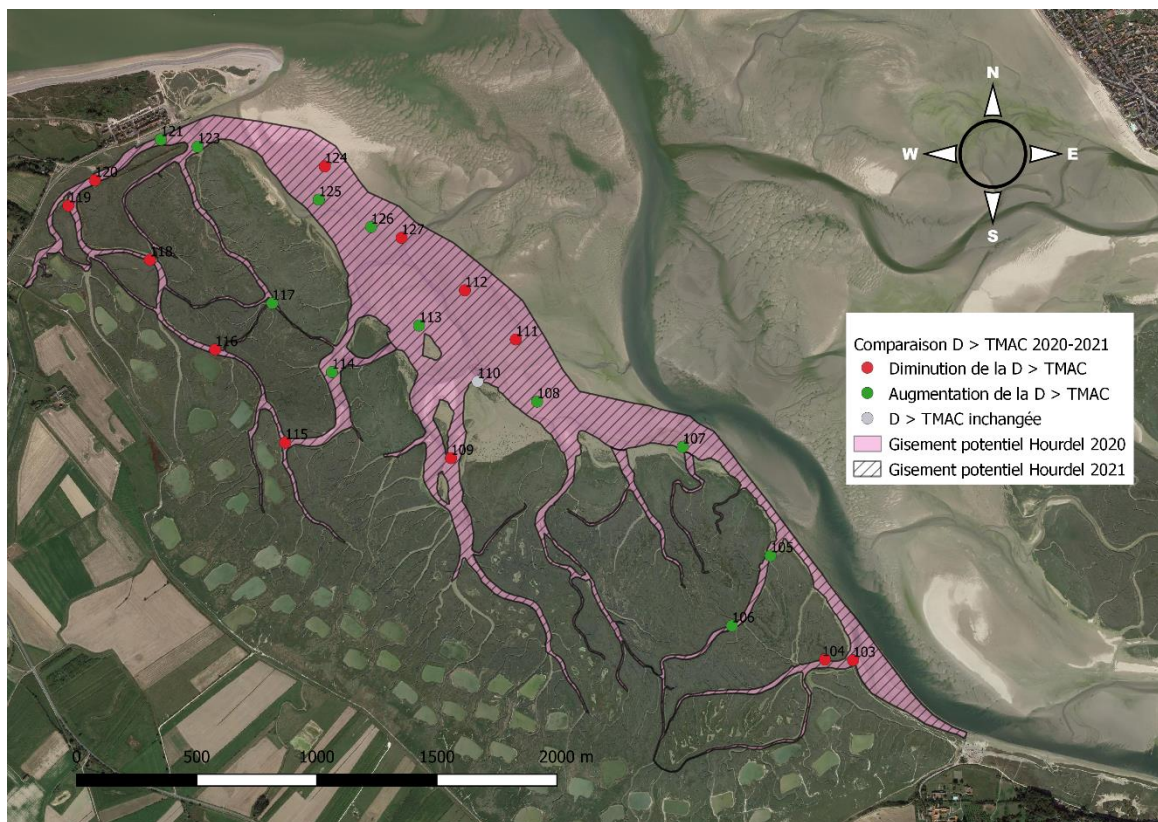 N
W
E
S
121
123
124
120
125
119
126
127
118
112
117
113
111
116
110
114
108
107
115
109
105
106
104
103
Comparaison D > TMAC 2020-2021
Diminution de la D > TMAC
Augmentation de la D > TMAC
D > TMAC inchangée
Gisement potentiel Hourdel 2020
Gisement potentiel Hourdel 2021
0 500 1000 1500 2000 m